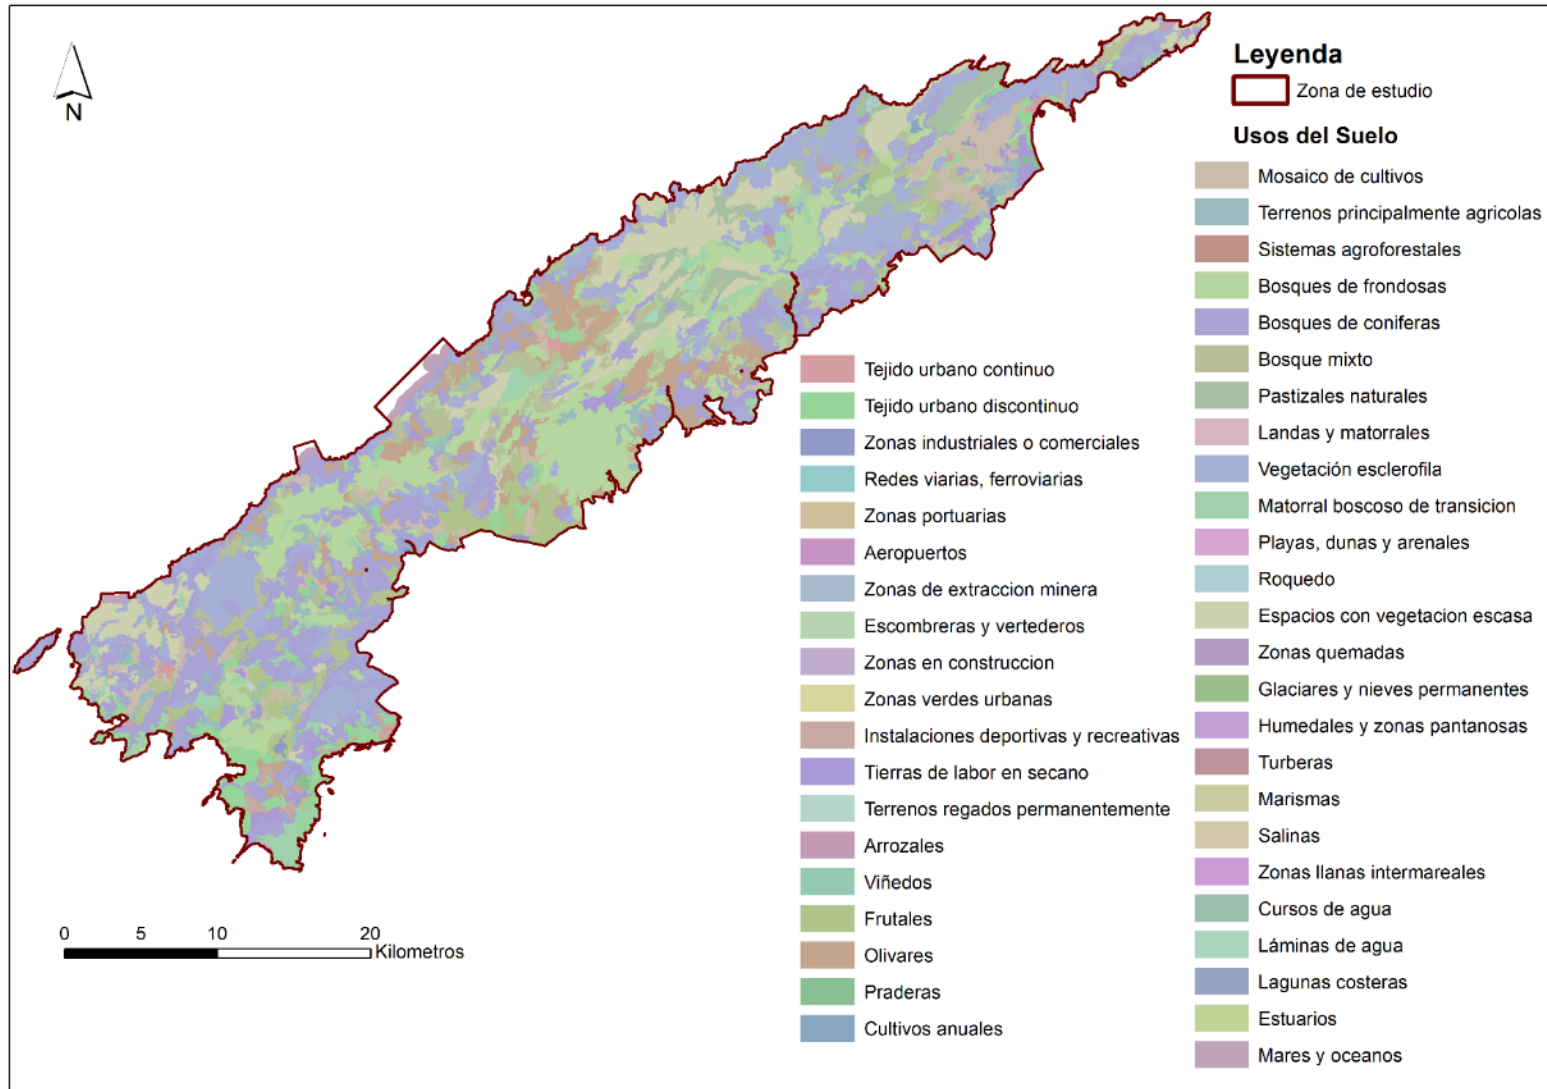 N
Leyenda
Zona de estudio
Usos del Suelo
Mosaico de cultivos
Terrenos principalmente agricolas
Sistemas agroforestales
Bosques de frondosas
Bosques de coniferas
Bosque mixto
Pastizales naturales
Landas y matorrales
Vegetación esclerofila
Matorral boscoso de transicion
Playas, dunas y arenales
Roquedo
Espacios con vegetacion escasa
Zonas quemadas
Glaciares y nieves permanentes
Humedales y zonas pantanosas
Turberas
Marismas
Salinas
Zonas llanas intermareales
Cursos de agua
Láminas de agua
Lagunas costeras
Estuarios
Mares y oceanos
Tejido urbano continuo
Tejido urbano discontinuo
Zonas industriales o comerciales
Redes viarias, ferroviarias
Zonas portuarias
Aeropuertos
Zonas de extraccion minera
Escombreras y vertederos
Zonas en construccion
Zonas verdes urbanas
Instalaciones deportivas y recreativas
Tierras de labor en secano
Terrenos regados permanentemente
Arrozales
Viñedos
Frutales
Olivares
Praderas
Cultivos anuales
0 5 10 20
Kilometros